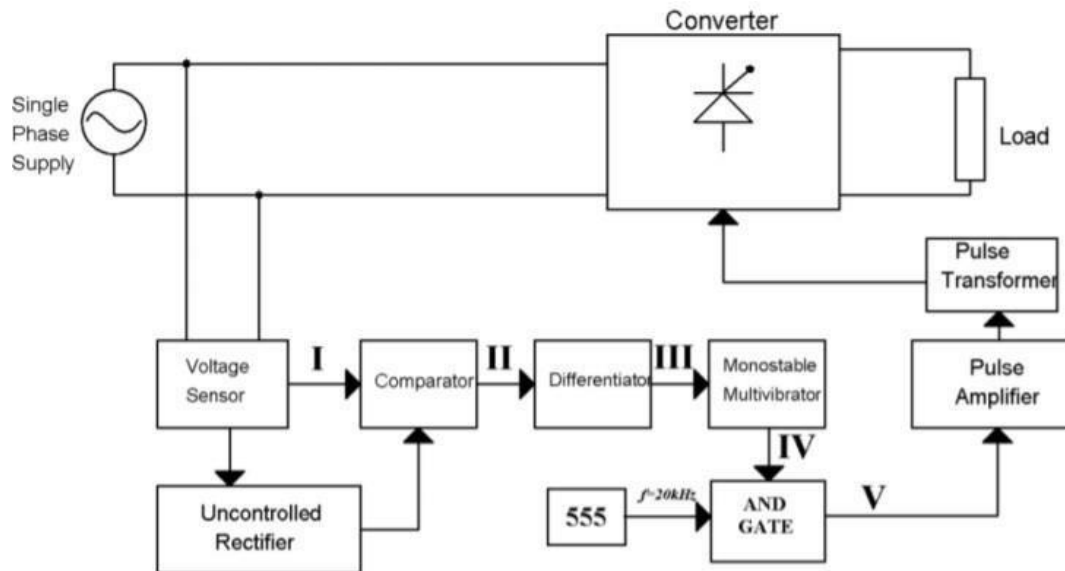 Converter
Single
Phase
Supply
Load
Pulse
Transformer
Voltage
Sensor
I
Comparator
II
Differentiator
III
Monostable
Multivibrator
Pulse
Amplifier
IV
Uncontrolled
Rectifier
555
f=20kHz
AND
GATE
V